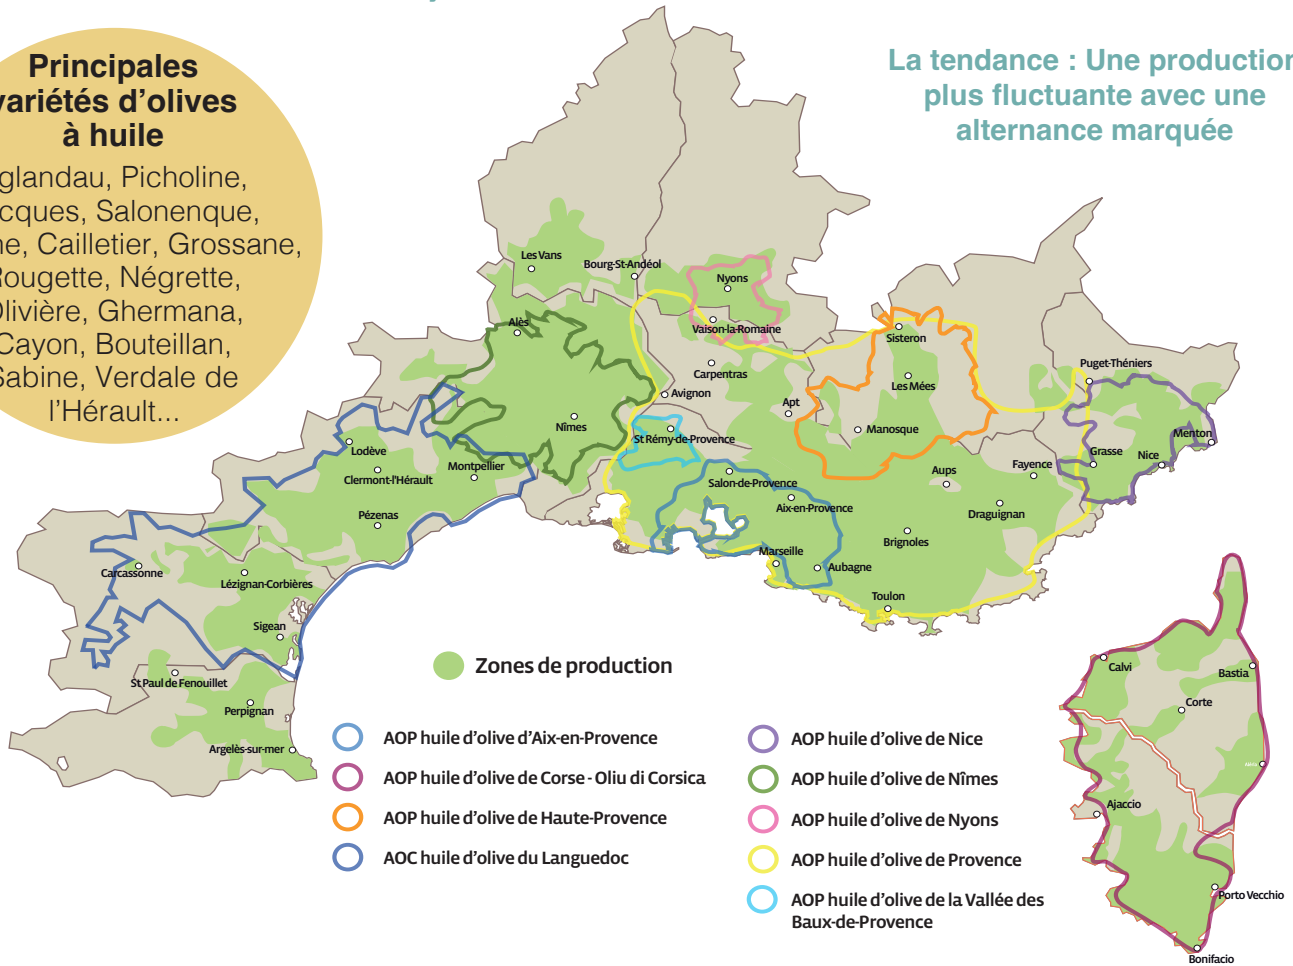 Principales
variétés d'olives
à huile
glandau, Picholine,
cques, Salonenque,
ne, Cailletier, Grossane,
Rougette, Négrette,
Olivière, Ghermana,
Cayon, Bouteillan,
Sabine, Verdale de
l'Hérault...
La tendance : Une production
plus fluctuante avec une
alternance marquée
Les Vans
Bourg-St-Andéol
Nyons
Vaison-la-Romaine
Alès
Sisteron
Carpentras
Puget-Théniers
Les Mées
Avignon
Apt
Nîmes
Manosque
St Rémy-de-Provence
Menton
Lodève
Grasse
Nice
Montpellier
Clermont-l'Hérault
Aups
Fayence
Salon-de-Provence
Aix-en-Provence
Draguignan
Pézenas
Brignoles
Marseille
Aubagne
Carcassonne
Lézignan-Corbières
Toulon
Sigean
St Paul de Fenouillet
Perpignan
Argelès-sur-mer
Calvi
Bastia
Corte
Ajaccio
Porto Vecchio
Bonifacio
Zones de production
AOP huile d'olive d'Aix-en-Provence
AOP huile d'olive de Corse - Oliu di Corsica
AOP huile d'olive de Haute-Provence
AOC huile d'olive du Languedoc
AOP huile d'olive de Nice
AOP huile d'olive de Nîmes
AOP huile d'olive de Nyons
AOP huile d'olive de Provence
AOP huile d'olive de la Vallée des
Baux-de-Provence